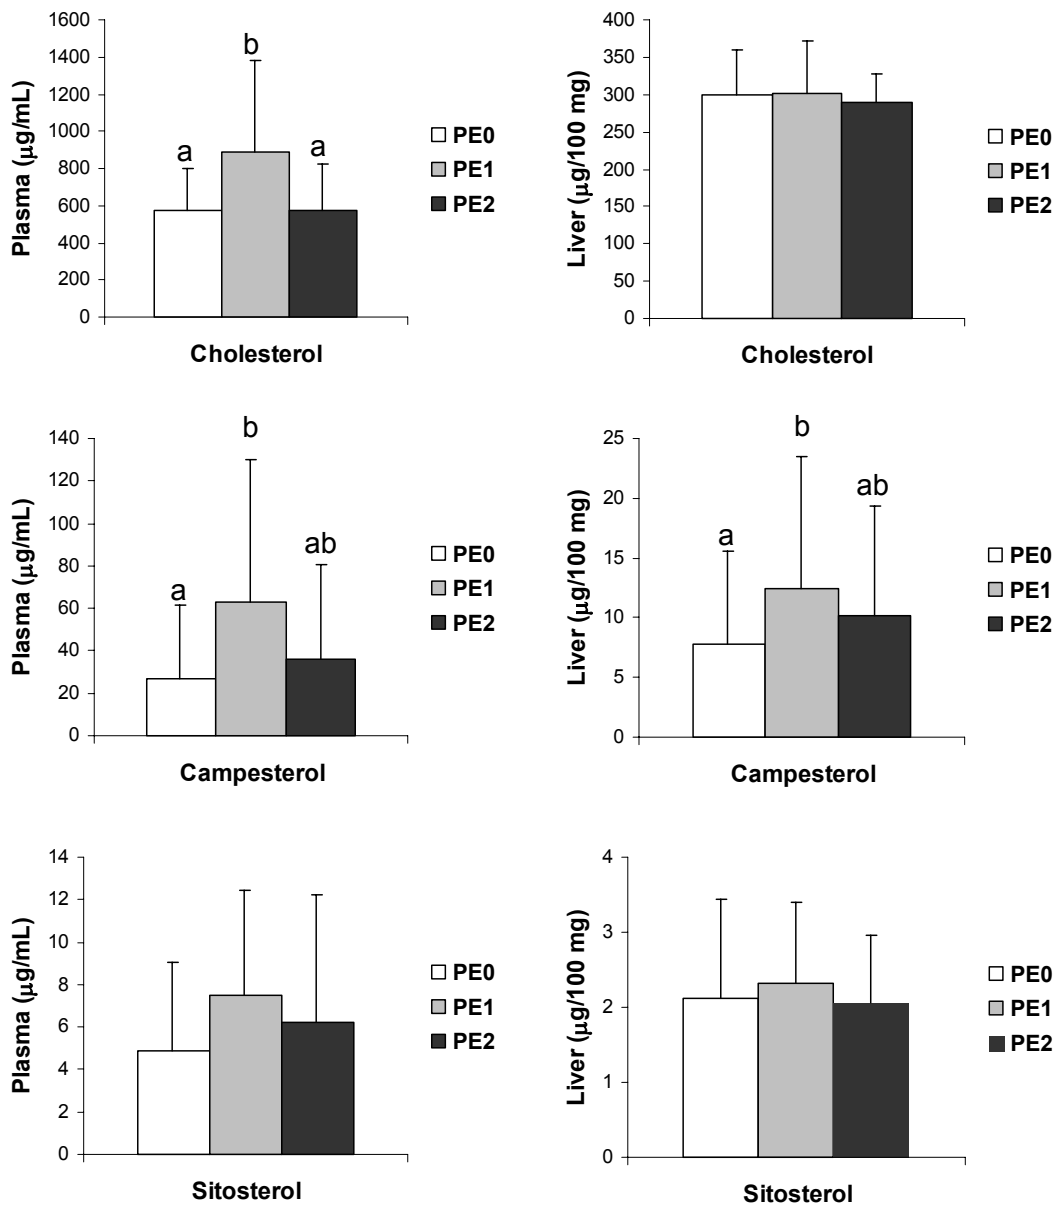 Plasma (μg/mL)
1600
1400
1200
1000
800
600
400
200
0
a
b
a
PE0
PE1
PE2
Cholesterol
Liver (μg/100 mg)
400
350
300
250
200
150
100
50
0
PE0
PE1
PE2
Cholesterol
Plasma (μg/mL)
140
120
100
80
60
40
20
0
a
b
ab
PE0
PE1
PE2
Campesterol
Liver (μg/100 mg)
25
20
15
10
5
0
a
b
ab
PE0
PE1
PE2
Campesterol
Plasma (μg/mL)
14
12
10
8
6
4
2
0
PE0
PE1
PE2
Sitosterol
Liver (μg/100 mg)
4
3
2
1
0
PE0
PE1
PE2
Sitosterol